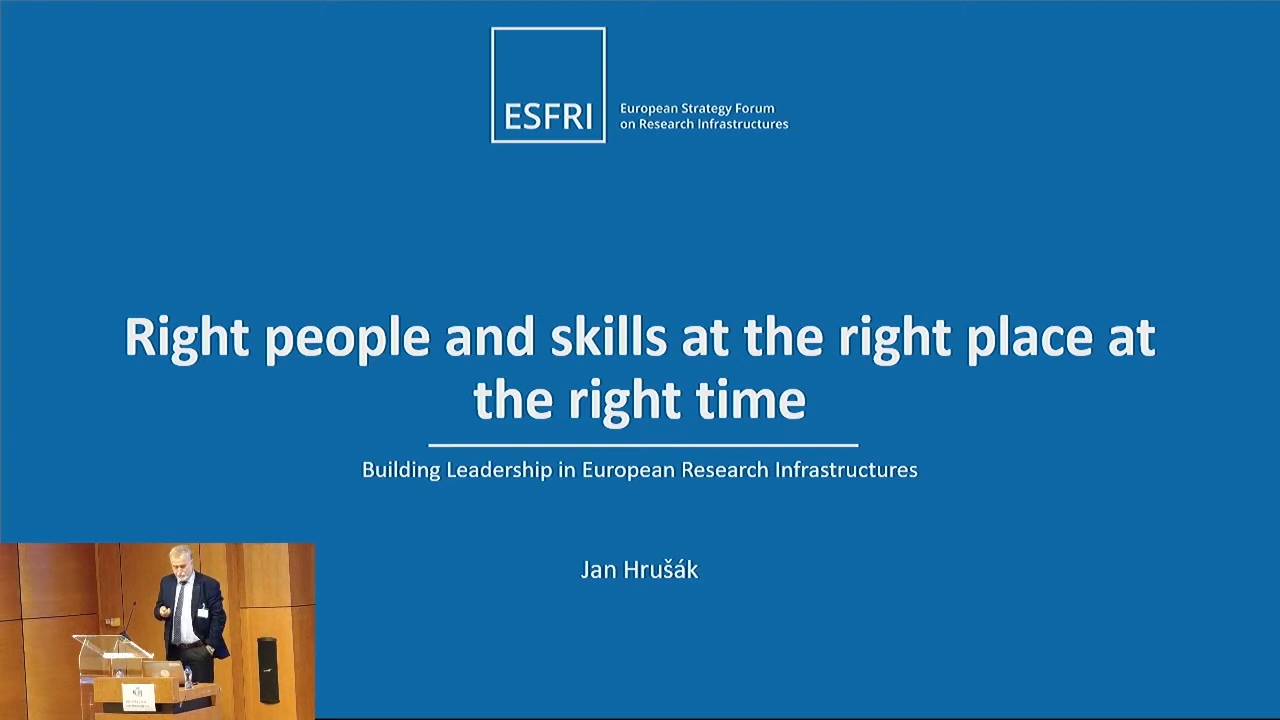 ESFRI
European Strategy Forum
on Research Infrastructures
Right people and skills at the right place at
the right time
Building Leadership in European Research Infrastructures
Jan Hrušák